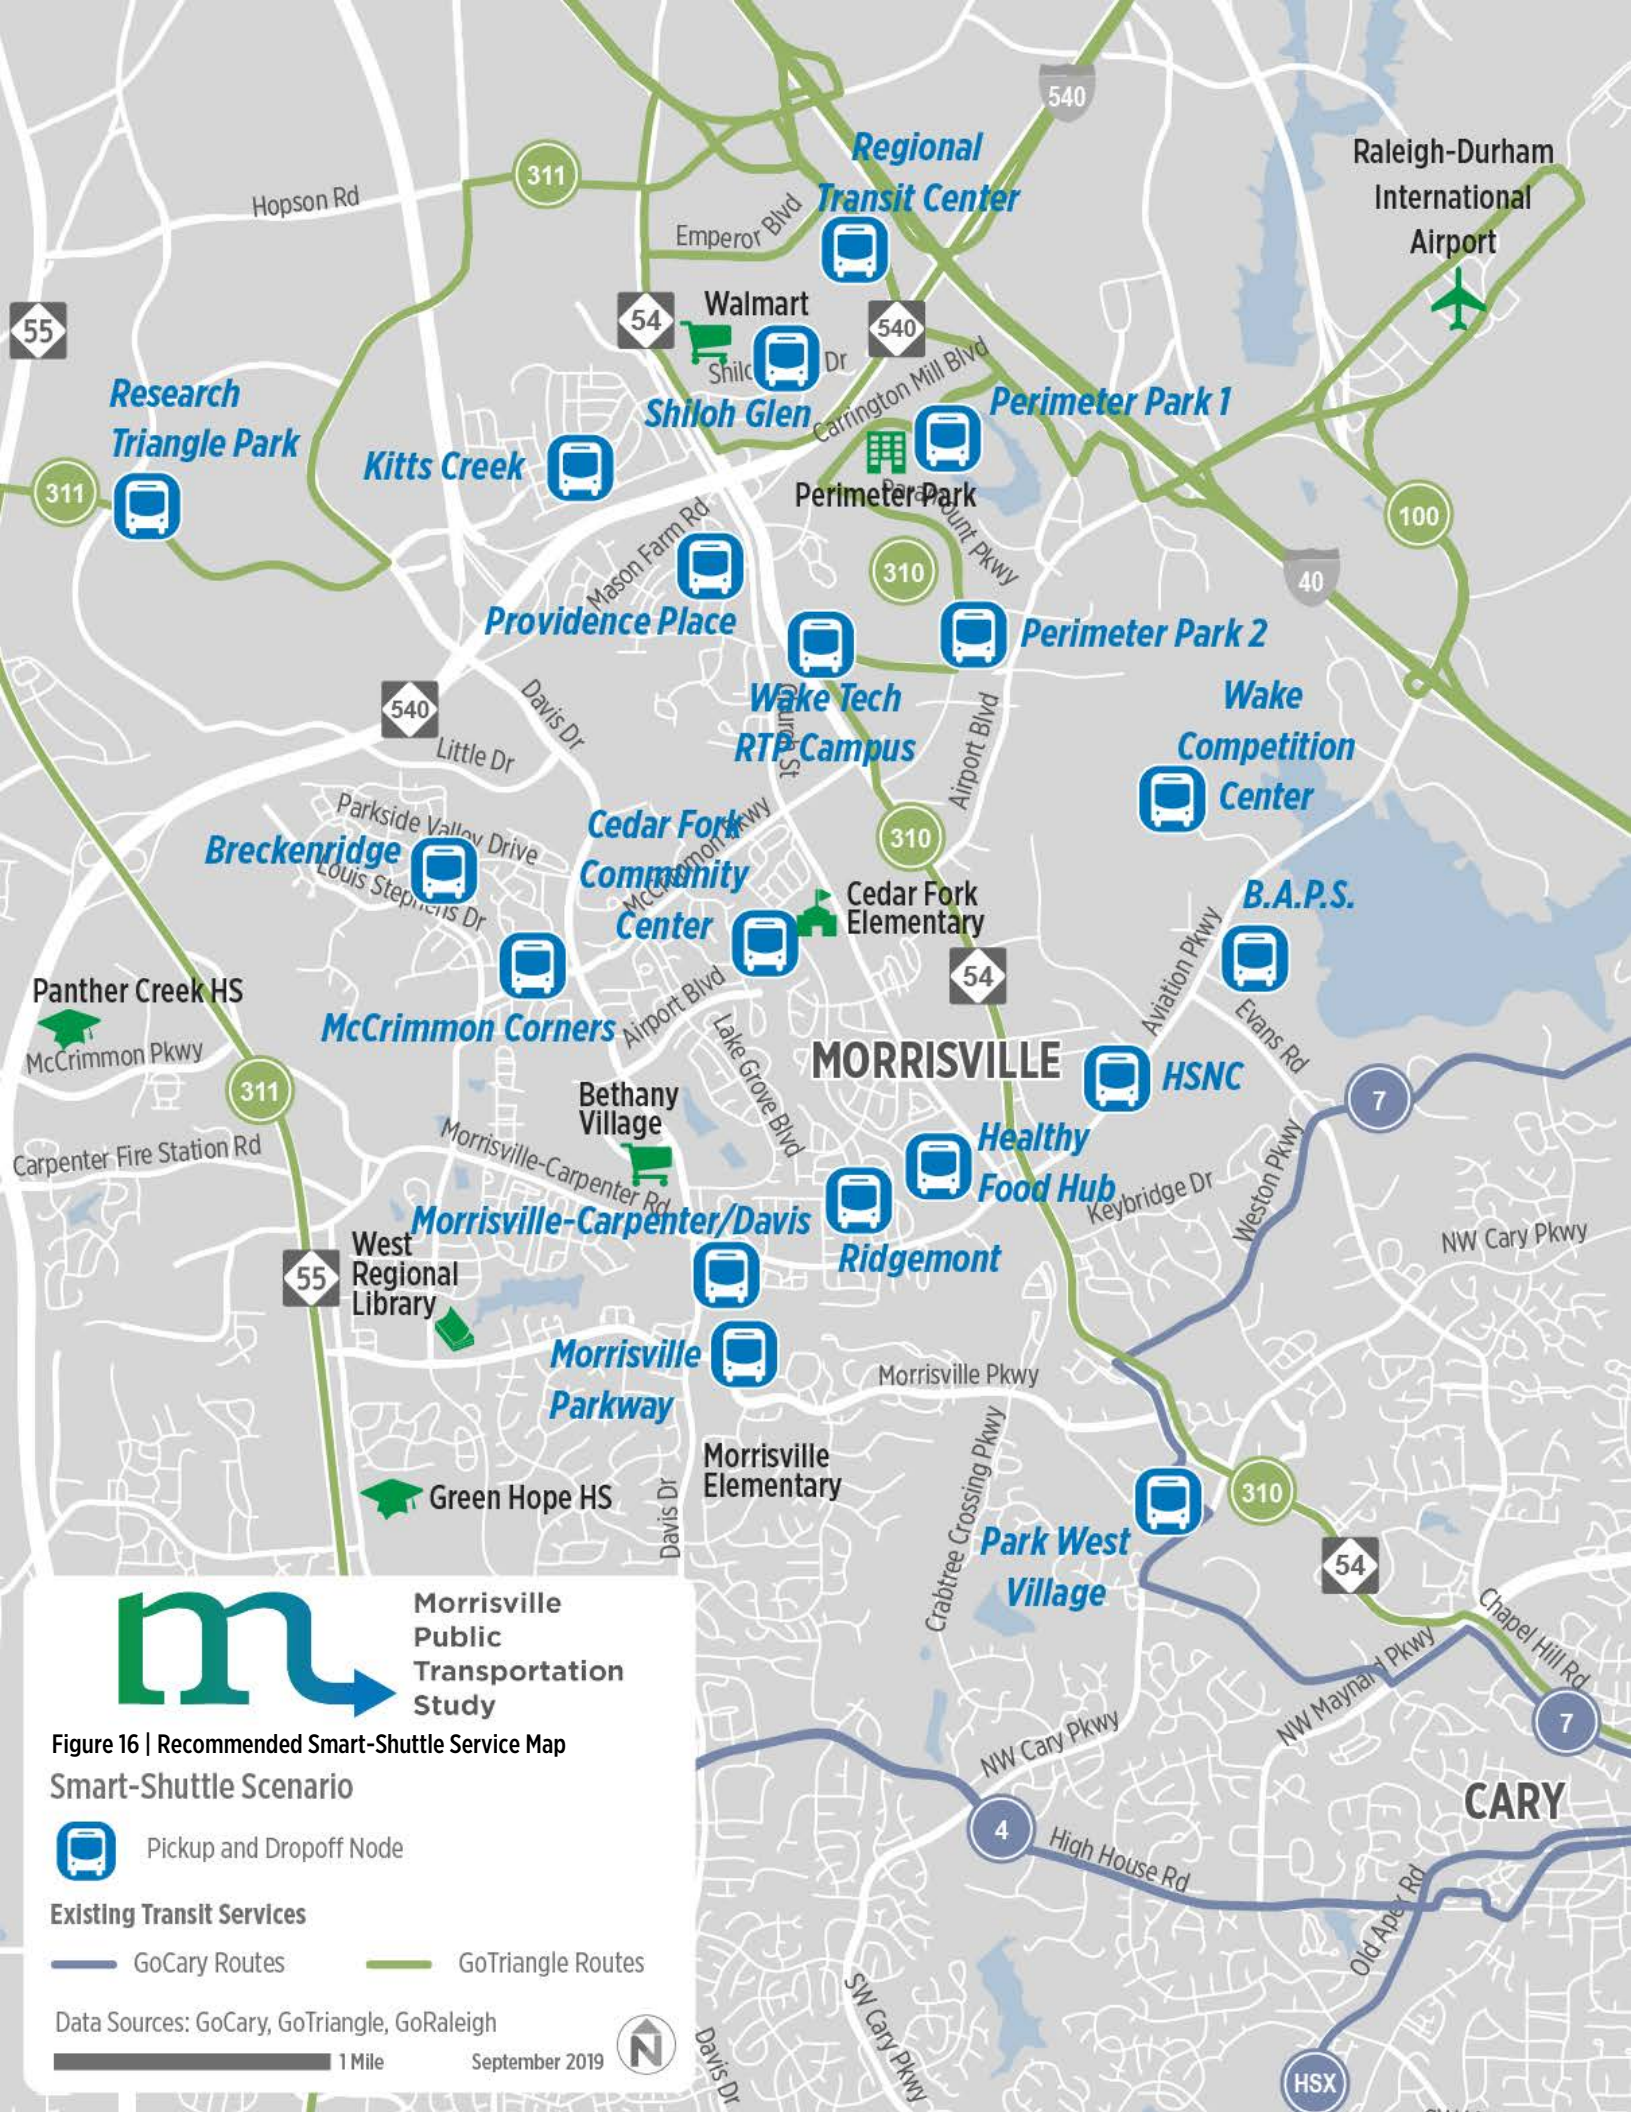 540
Regional
Transit Center
Raleigh-Durham
International
Airport
311
Hopson Rd
Emperor Blvd
55
54
Walmart
540
Dr
Shiloh Glen
Carrington Mill Blvd
Research
Triangle Park
Perimeter Park 1
Kitts Creek
311
Perimeter Park
Pkwy
100
Mason Farm Rd
310
40
Providence Place
Perimeter Park 2
Wake Tech
RTP Campus
Church St
Wake
Competition
Center
540
Davis Dr
Little Dr
Airport Blvd
Parkside Valley Drive
Breckenridge
Louis Stephens Dr
Cedar Fork
Community
Center
McCrimmon Pkwy
310
Cedar Fork
Elementary
B.A.P.S.
Aviation Pkwy
54
Panther Creek HS
McCrimmon Pkwy
McCrimmon Corners
Airport Blvd
Lake Grove Blvd
Evans Rd
MORRISVILLE
HSNC
7
311
Bethany
Village
Carpenter Fire Station Rd
Morrisville-Carpenter Rd
Healthy
Food Hub
Keybridge Dr
Weston Pkwy
NW Cary Pkwy
Morrisville-Carpenter/Davis
Ridgemont
West
Regional
Library
55
Morrisville
Parkway
Morrisville Pkwy
Morrisville
Elementary
Davis Dr
Crabtree Crossing Pkwy
Green Hope HS
310
Park West
Village
54
Chapel Hill Rd
NW Maynard Pkwy
7
NW Cary Pkwy
CARY
4
High House Rd
Old Apex Rd
SW Cary Pkwy
Davis Dr
HSX
Morrisville
Public
Transportation
Study
Figure 16 | Recommended Smart-Shuttle Service Map
Smart-Shuttle Scenario
Pickup and Dropoff Node
Existing Transit Services
GoCary Routes
GoTriangle Routes
Data Sources: GoCary, GoTriangle, GoRaleigh
1 Mile
September 2019
N